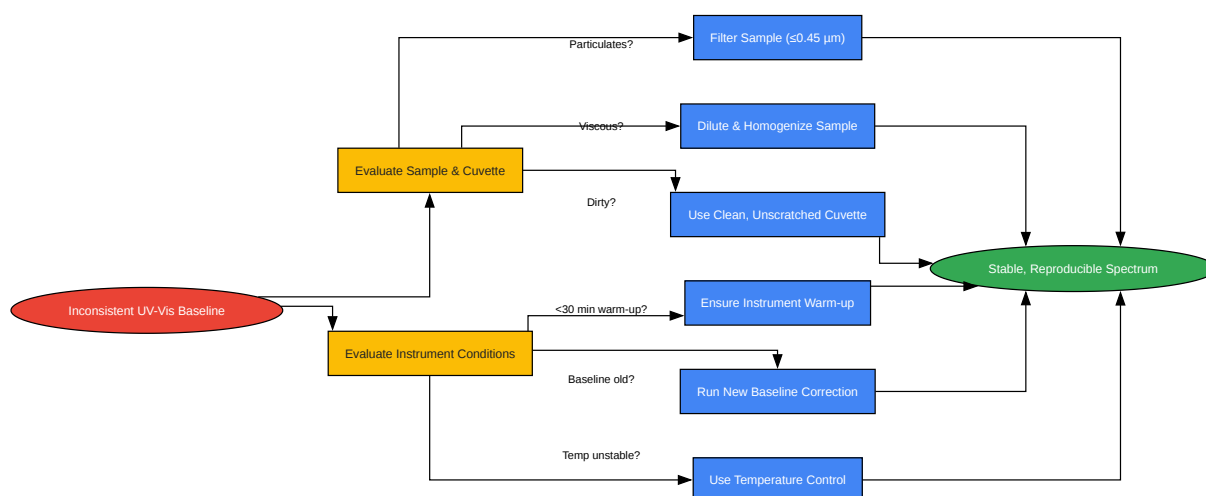 Particulates?
Filter Sample (≤0.45 µm)
Viscous?
Dilute & Homogenize Sample
Evaluate Sample & Cuvette
Dirty?
Use Clean, Unscratched Cuvette
Stable, Reproducible Spectrum
Inconsistent UV-Vis Baseline
<30 min warm-up?
Ensure Instrument Warm-up
Evaluate Instrument Conditions
Baseline old?
Run New Baseline Correction
Temp unstable?
Use Temperature Control